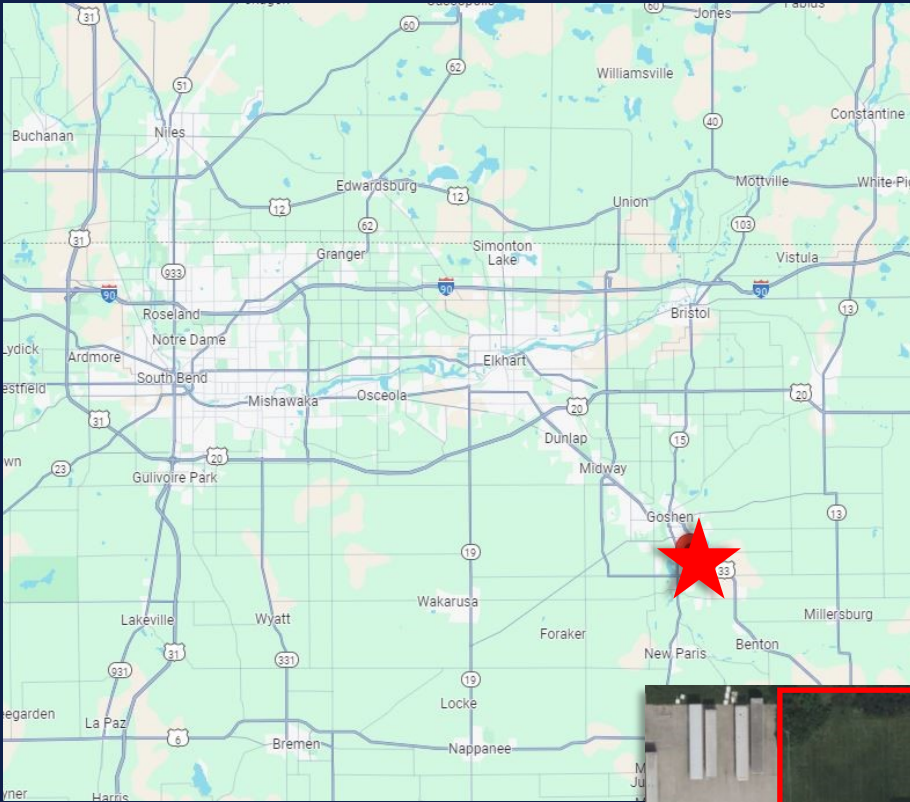 31
60
60
Jones
62
Williamsville
51
Constantine
Buchanan
Niles
40
Edwardsburg
12
12
Mottville
White Pi
Union
62
103
31
Granger
Simonton
Lake
Vistula
933
90
90
90
Roseland
Bristol
13
Notre Dame
Lydick
Ardmore
Elkhart
South Bend
estfield
Mishawaka
Osceola
20
20
31
Dunlap
15
20
wn
23
Midway
Gulivoire Park
Goshen
13
19
33
Wakarusa
Lakeville
Wyatt
Millersburg
Foraker
Benton
31
331
New Paris
931
19
Locke
eegarden
La Paz
6
Bremen
Nappanee
M
Ju
yner
Harris